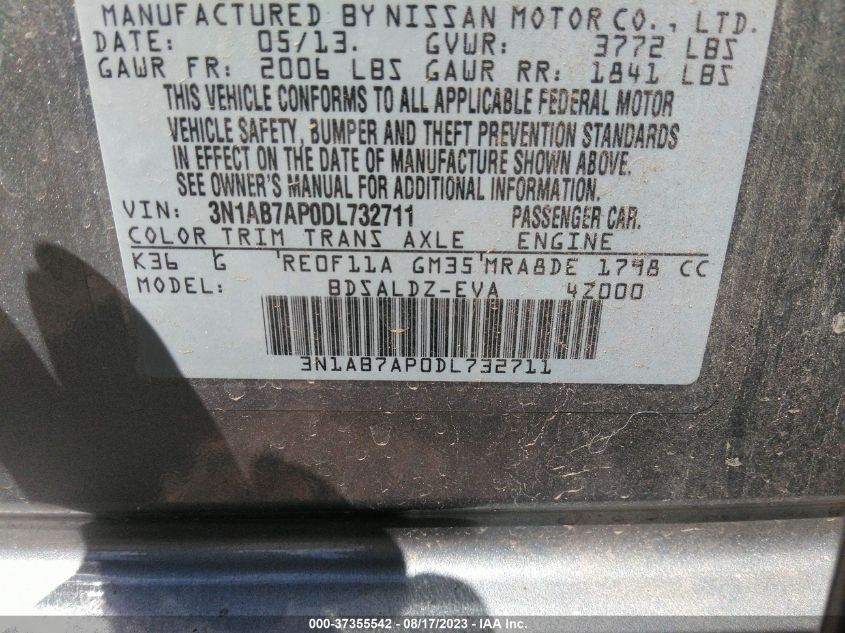 MANUFACTURED BY NISSAN MOTOR CO., LTD.
DATE: 05/13. GVWR: 3772 LBS
GAWR FR: 2006 LBS GAWR RR: 1841 LBS
THIS VEHICLE CONFORMS TO ALL APPLICABLE FEDERAL MOTOR
VEHICLE SAFETY, BUMPER AND THEFT PREVENTION STANDARDS
IN EFFECT ON THE DATE OF MANUFACTURE SHOWN ABOVE.
SEE OWNER'S MANUAL FOR ADDITIONAL INFORMATION.
VIN: 3N1AB7AP0DL732711 PASSENGER CAR.
COLOR TRIM TRANS AXLE ENGINE
K36 G RE0F11A GM35 MRA8DE 1798 CC
MODEL: BDSALDZ-EVA 42000
3N1AB7AP0DL732711
000-37355542 - 08/17/2023 - www.iaai.com